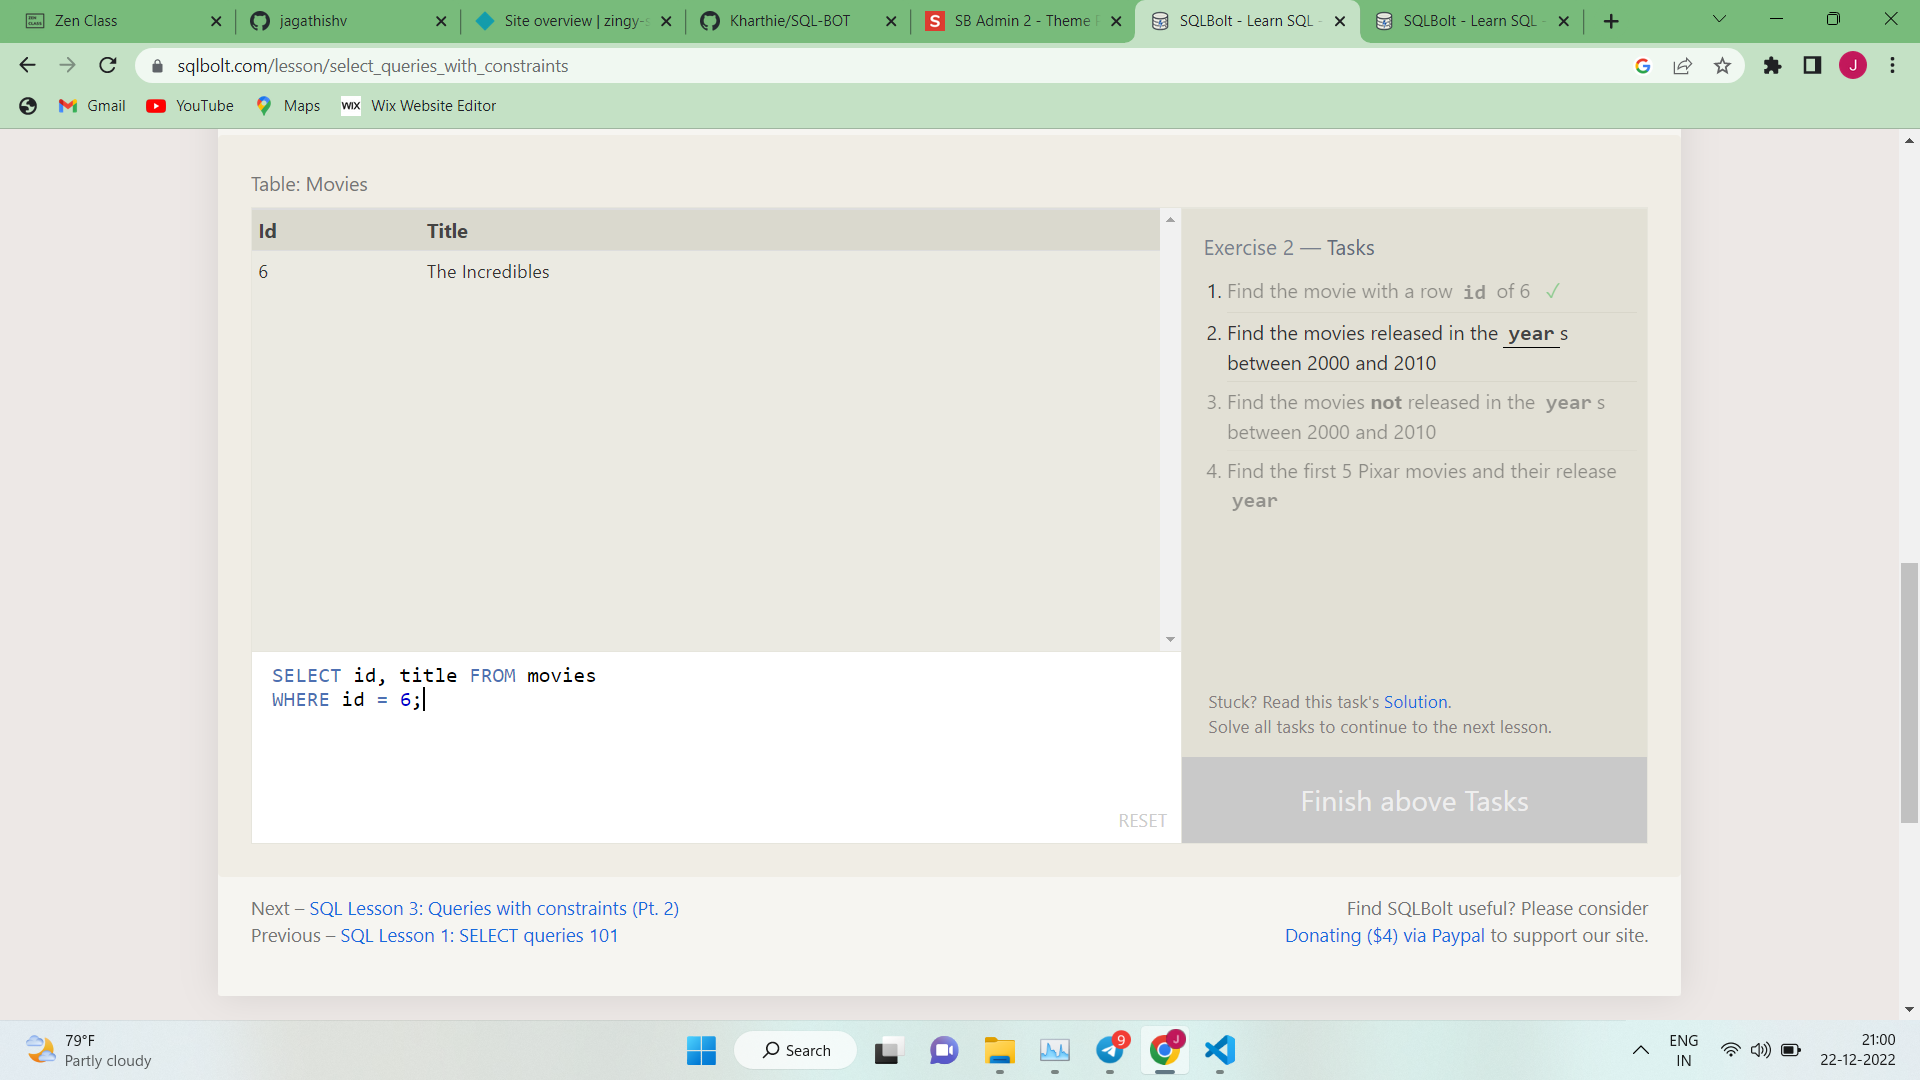 Zen Class
jagathishv
Site overview | zingy-s
Kharthie/SQL-BOT
SB Admin 2 - Theme P
SQLBolt - Learn SQL -
SQLBolt - Learn SQL -
sqlbolt.com/lesson/select_queries_with_constraints
J
Gmail
YouTube
Maps
WIX Wix Website Editor
Table: Movies
Id Title
6 The Incredibles
Exercise 2 — Tasks
1. Find the movie with a row id of 6 ✓
2. Find the movies released in the year s
between 2000 and 2010
3. Find the movies not released in the year s
between 2000 and 2010
4. Find the first 5 Pixar movies and their release
year
SELECT id, title FROM movies
WHERE id = 6;
RESET
Stuck? Read this task's Solution.
Solve all tasks to continue to the next lesson.
Finish above Tasks
Next – SQL Lesson 3: Queries with constraints (Pt. 2)
Previous – SQL Lesson 1: SELECT queries 101
Find SQLBolt useful? Please consider
Donating ($4) via Paypal to support our site.
79°F
Partly cloudy
Search
9
J
ENG
IN
21:00
22-12-2022